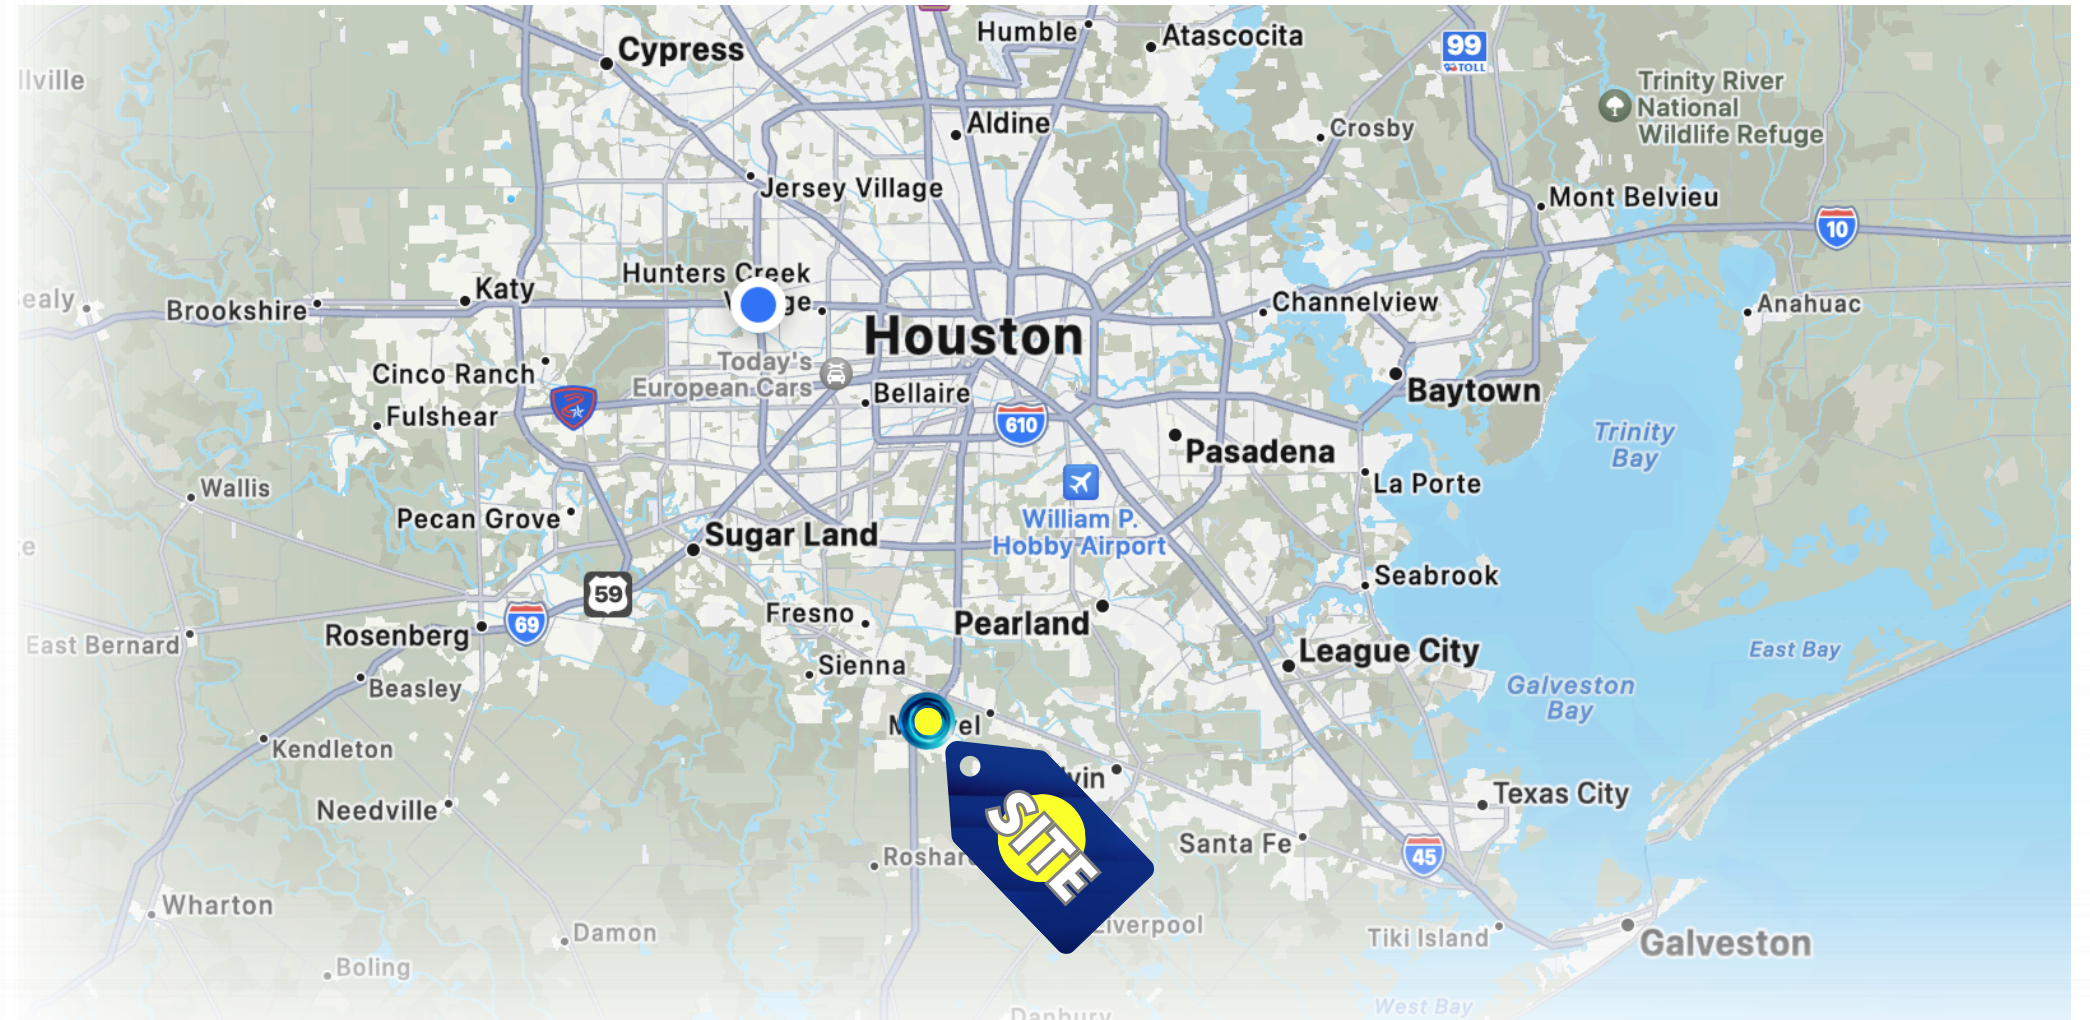 Humble
Atascocita
Cypress
99
TOLL
llville
Trinity River
National
Wildlife Refuge
Aldine
Crosby
Jersey Village
Mont Belvieu
10
Hunters Creek
Katy
ealy
Brookshire
Channelview
Anahuac
Houston
Today's
European Cars
Cinco Ranch
Bellaire
Baytown
Fulshear
610
Trinity
Bay
Pasadena
La Porte
Wallis
Pecan Grove
William P.
Hobby Airport
Sugar Land
Seabrook
59
Fresno
Pearland
69
Rosenberg
East Bernard
League City
East Bay
Sienna
Beasley
Galveston
Bay
Kendleton
Needville
SITE
Texas City
Santa Fe
45
Wharton
Damon
Liverpool
Tiki Island
Galveston
Boling
West Bay
Danbury